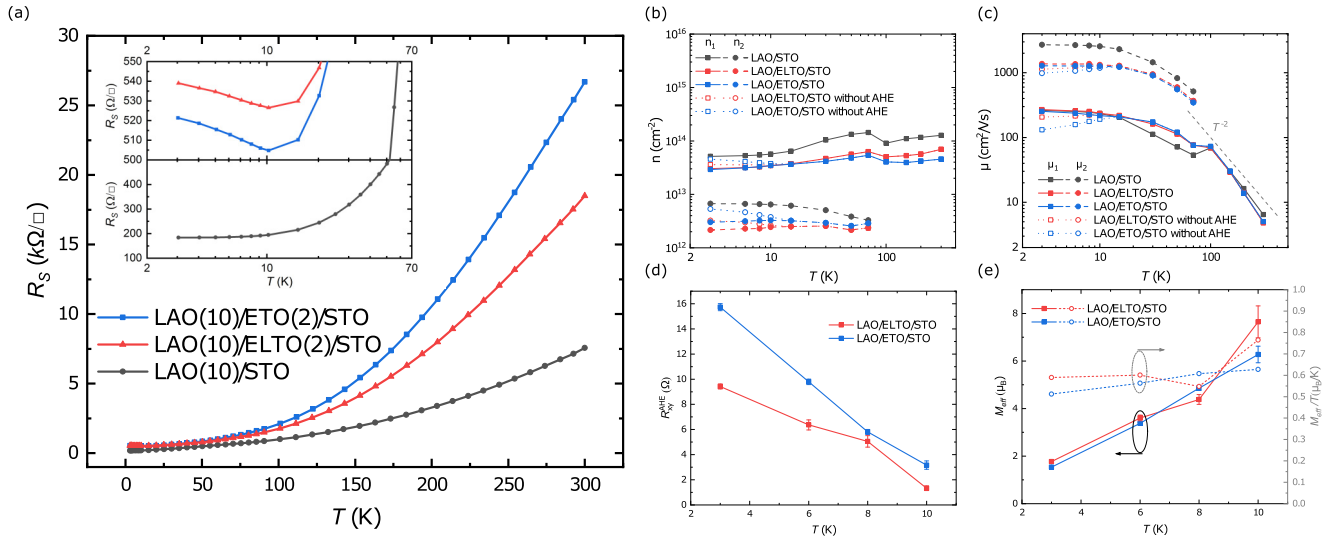 (a)
30
25
20
15
10
5
0
R_S (kΩ/□)
0 50 100 150 200 250 300
T (K)
2 10 70
550
540
530
520
510
500
R_S (Ω/□)
400
300
200
100
R_S (Ω/□)
2 10 70
T (K)
LAO(10)/ETO(2)/STO
LAO(10)/ELTO(2)/STO
LAO(10)/STO
(b)
10^16
10^15
10^14
10^13
10^12
n (cm^-2)
n_1 n_2
LAO/STO
LAO/ELTO/STO
LAO/ETO/STO
LAO/ELTO/STO without AHE
LAO/ETO/STO without AHE
2 10 100
T (K)
(c)
1000
100
10
2
μ (cm²/Vs)
T^-2
μ_1 μ_2
LAO/STO
LAO/ELTO/STO
LAO/ETO/STO
LAO/ELTO/STO without AHE
LAO/ETO/STO without AHE
2 10 100
T (K)
(d)
16
14
12
10
8
6
4
2
0
R_xy^AHE (Ω)
LAO/ELTO/STO
LAO/ETO/STO
2 4 6 8 10
T (K)
(e)
8
6
4
2
0
M_eff (μ_B)
LAO/ELTO/STO
LAO/ETO/STO
1.0
0.9
0.8
0.7
0.6
0.5
0.4
0.3
0.2
0.1
0.0
M_eff/T(μ_B/K)
2 4 6 8 10
T (K)